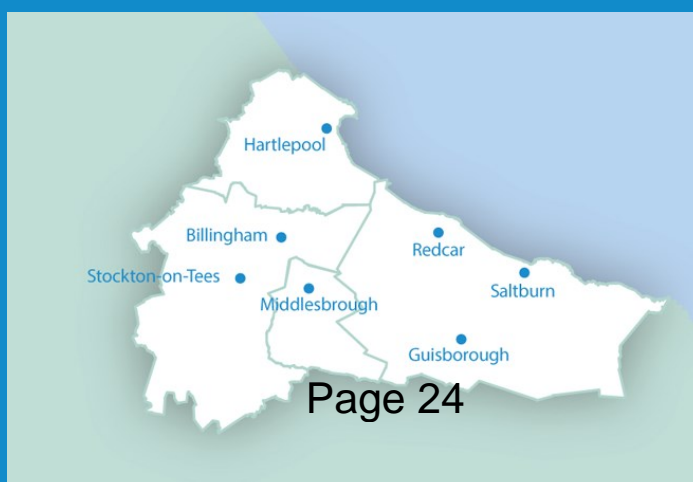 Hartlepool
Billingham
Redcar
Stockton-on-Tees
Saltburn
Middlesbrough
Guisborough
Page 24